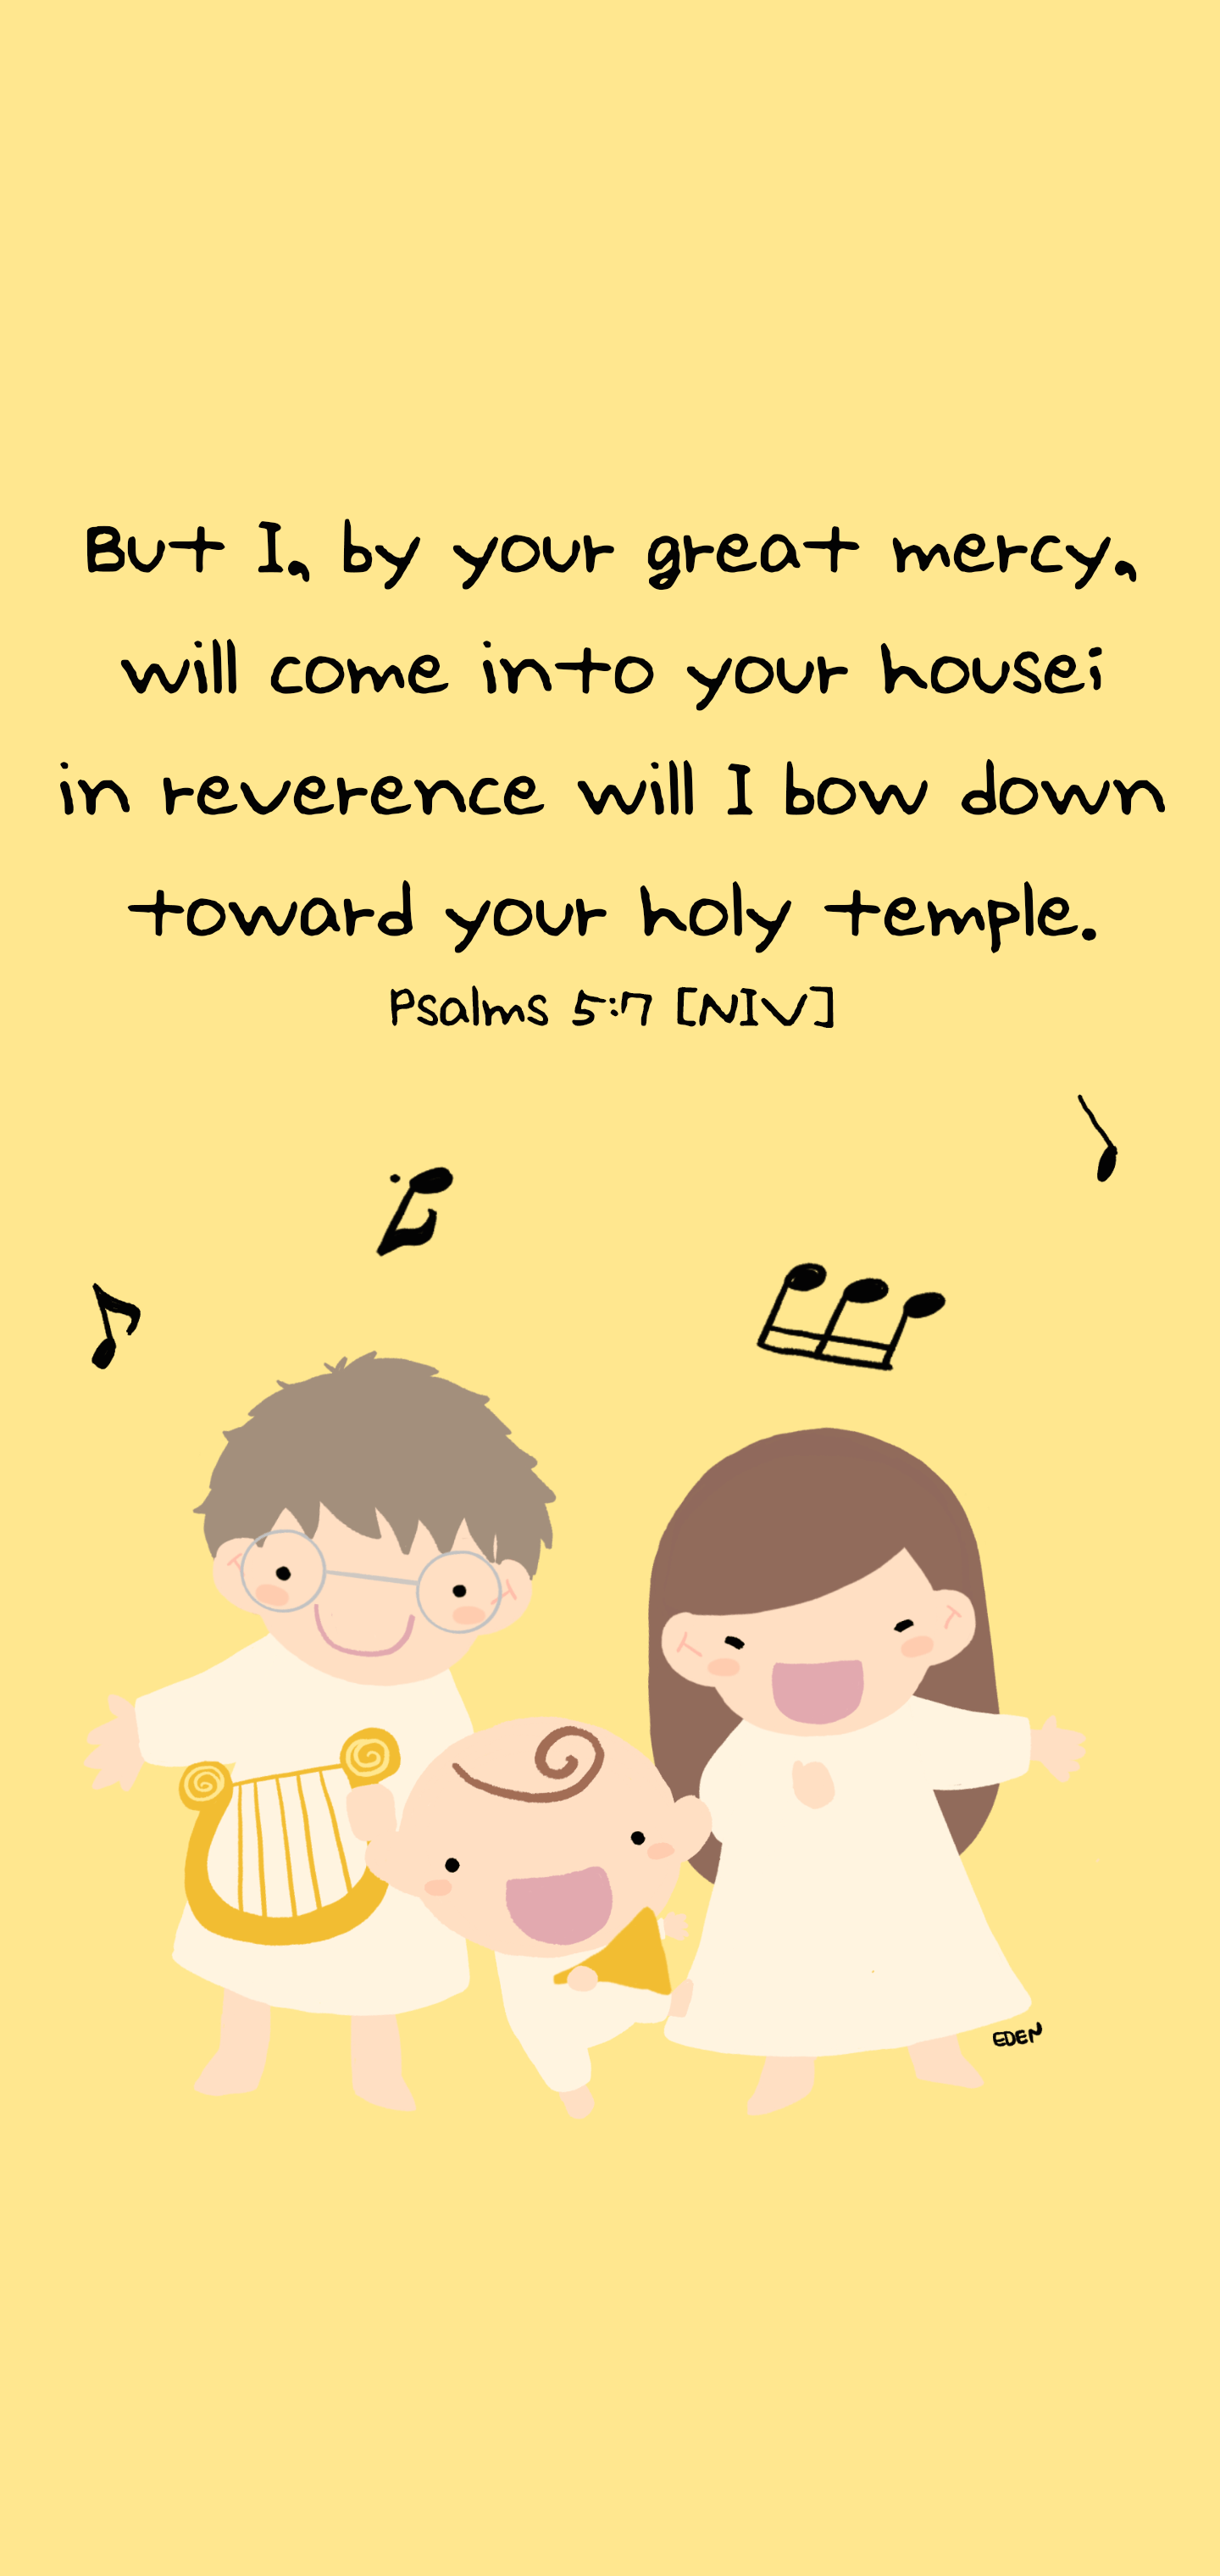 But I, by your great mercy,
will come into your house;
in reverence will I bow down
toward your holy temple.
Psalms 5:7 [NIV]
EDEN